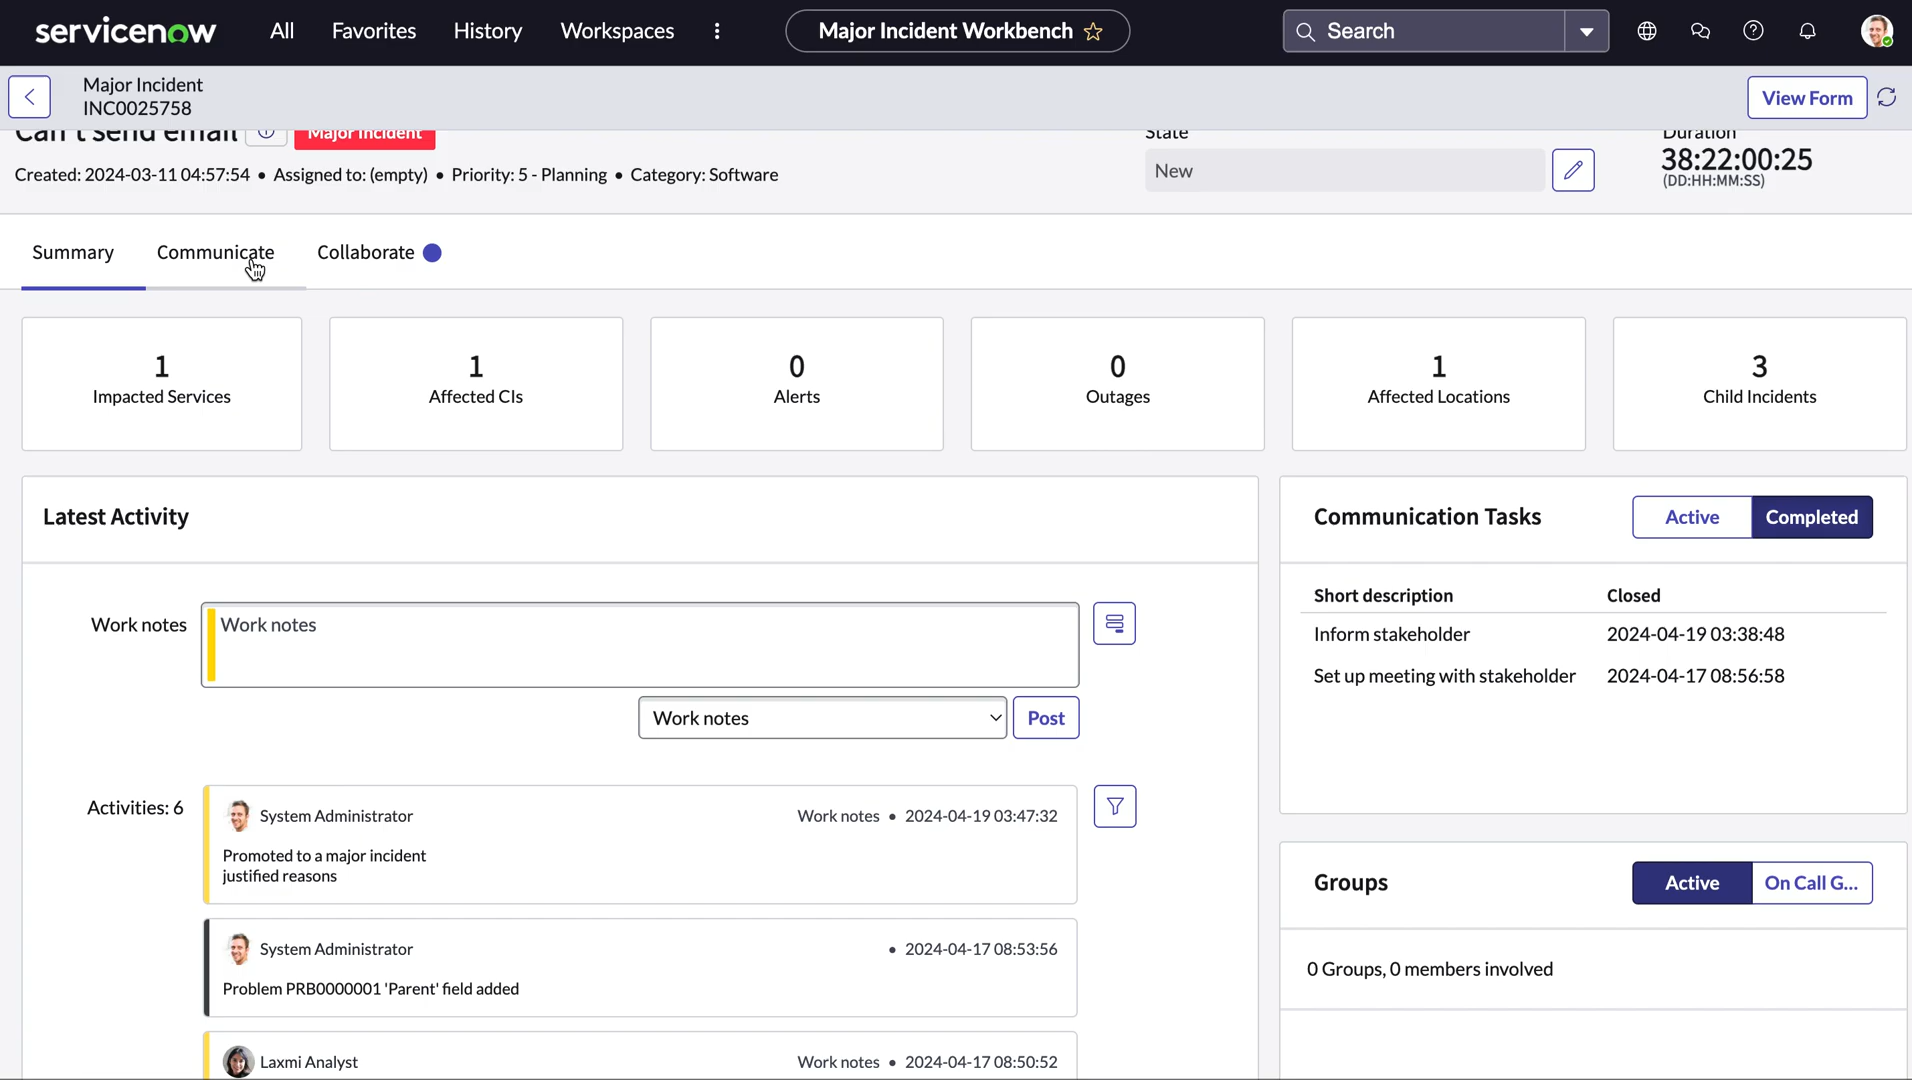 servicenow All Favorites History Workspaces Major Incident Workbench Search
Major Incident
INC0025758
View Form
Can't send email Major Incident State Duration
Created: 2024-03-11 04:57:54 • Assigned to: (empty) • Priority: 5 - Planning • Category: Software
New
38:22:00:25
(DD:HH:MM:SS)
Summary Communicate Collaborate
1
Impacted Services
1
Affected CIs
0
Alerts
0
Outages
1
Affected Locations
3
Child Incidents
Latest Activity
Work notes Work notes
Work notes Post
Activities: 6
System Administrator Work notes • 2024-04-19 03:47:32
Promoted to a major incident
justified reasons
System Administrator • 2024-04-17 08:53:56
Problem PRB0000001 'Parent' field added
Laxmi Analyst Work notes • 2024-04-17 08:50:52
Communication Tasks Active Completed
Short description Closed
Inform stakeholder 2024-04-19 03:38:48
Set up meeting with stakeholder 2024-04-17 08:56:58
Groups Active On Call G...
0 Groups, 0 members involved